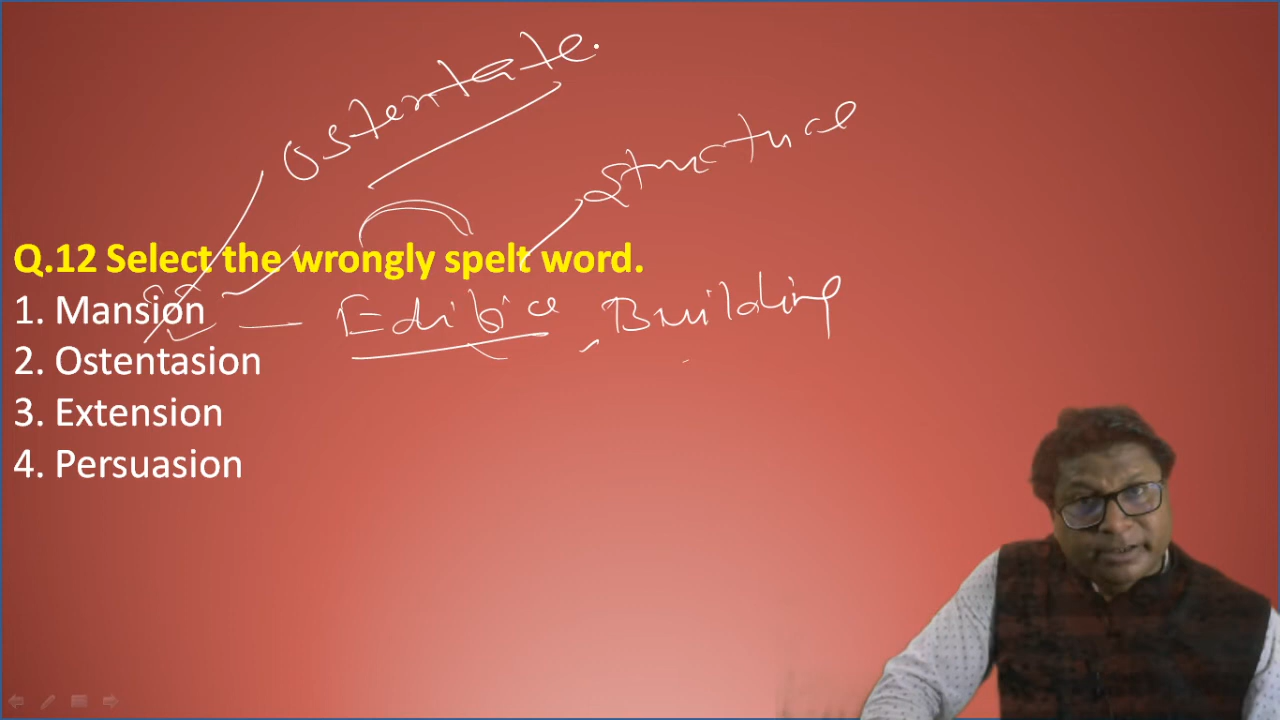 Ostentate.
Structure
Q.12 Select the wrongly spelt word.
1. Mansion
Edifice, Building
2. Ostentasion
3. Extension
4. Persuasion